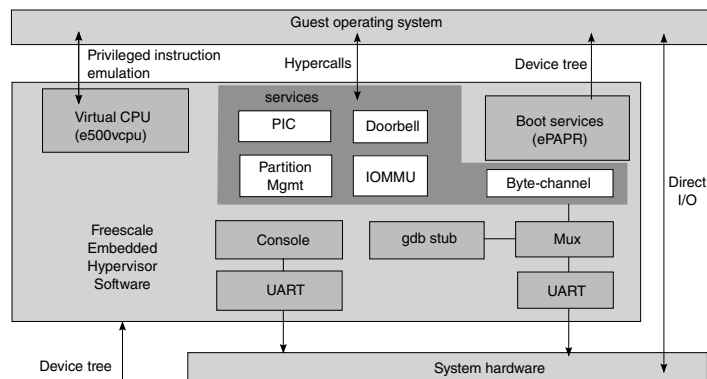 Guest operating system
Privileged instruction
emulation
Hypercalls
Device tree
services
Virtual CPU
(e500vcpu)
PIC
Doorbell
Boot services
(ePAPR)
Partition
Mgmt
IOMMU
Byte-channel
Direct
I/O
Freescale
Embedded
Hypervisor
Software
Console
gdb stub
Mux
UART
UART
Device tree
System hardware